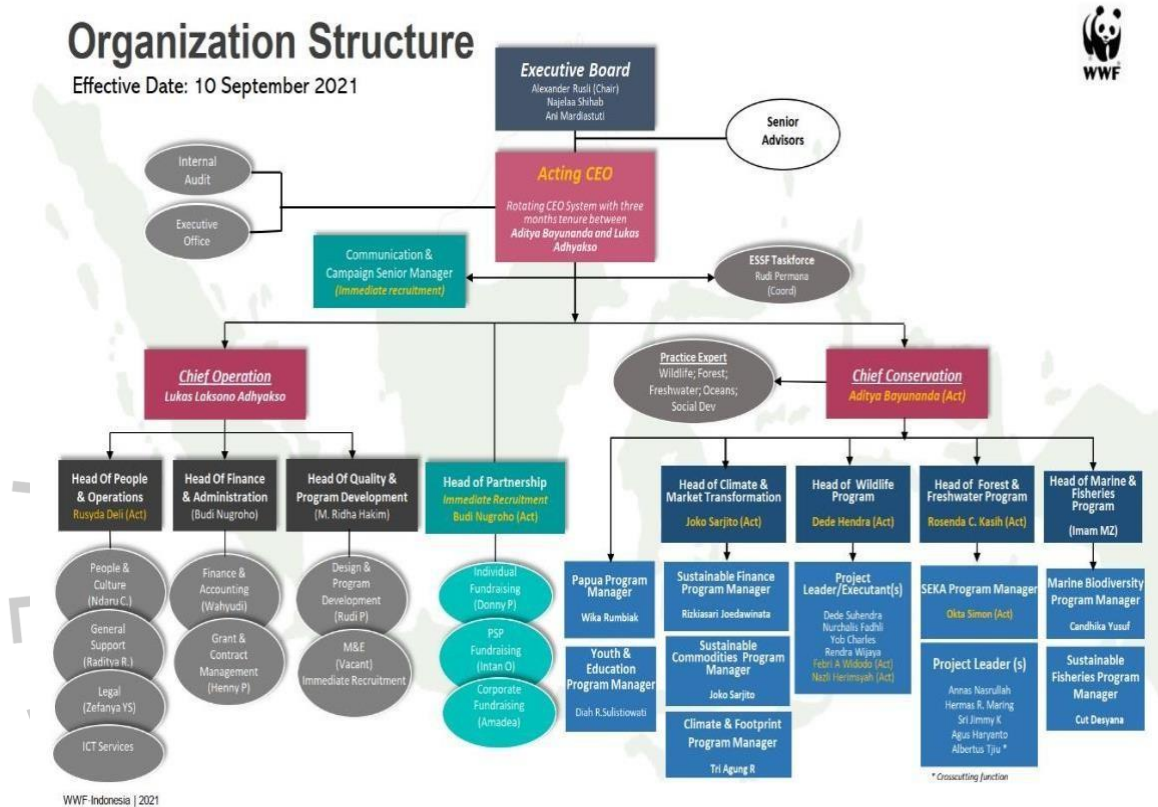 Organization Structure
Effective Date: 10 September 2021
WWF
Executive Board
Alexander Rusli (Chair)
Najelaa Shihab
Ani Mardiastuti
Senior
Advisors
Internal
Audit
Executive
Office
Acting CEO
Rotating CEO System with three
months tenure between
Aditya Bayunanda and Lukas
Adhyakso
Communication &
Campaign Senior Manager
(Immediate recruitment)
ESSF Taskforce
Rudi Permana
(Coord)
Chief Operation
Lukas Laksono Adhyakso
Practice Expert
Wildlife; Forest;
Freshwater; Oceans;
Social Dev
Chief Conservation
Aditya Bayunanda (Act)
Head Of People
& Operations
Rusyda Deli (Act)
Head Of Finance
& Administration
(Budi Nugroho)
Head Of Quality &
Program Development
(M. Ridha Hakim)
Head of Partnership
Immediate Recruitment
Budi Nugroho (Act)
Head of Climate &
Market Transformation
Joko Sarjito (Act)
Head of Wildlife
Program
Dede Hendra (Act)
Head of Forest &
Freshwater Program
Rosenda C. Kasih (Act)
Head of Marine &
Fisheries
Program
(Imam MZ)
People &
Culture
(Ndaru C.)
General
Support
(Raditya R.)
Legal
(Zefanya YS)
ICT Services
Finance &
Accounting
(Wahyudi)
Grant &
Contract
Management
(Henny P)
Design &
Program
Development
(Rudi P)
M&E
(Vacant)
Immediate Recruitment
Individual
Fundraising
(Donny P)
PSP
Fundraising
(Intan O)
Corporate
Fundraising
(Amadea)
Papua Program
Manager
Wika Rumbiak
Youth &
Education
Program Manager
Diah R.Sulistiowati
Sustainable Finance
Program Manager
Rizkiasari Joedawinata
Sustainable
Commodities Program
Manager
Joko Sarjito
Climate & Footprint
Program Manager
Tri Agung R
Project
Leader/Executant(s)
Dede Suhendra
Nurchalis Fadhli
Yob Charles
Rendra Wijaya
Febri A Widodo (Act)
Nazli Herimsyah (Act)
SEKA Program Manager
Okta Simon (Act)
Project Leader (s)
Annas Nasrullah
Hermas R. Maring
Sri Jimmy K
Agus Haryanto
Albertus Tjiu *
Marine Biodiversity
Program Manager
Candhika Yusuf
Sustainable
Fisheries Program
Manager
Cut Desyana
* Crosscutting function
WWF-Indonesia | 2021